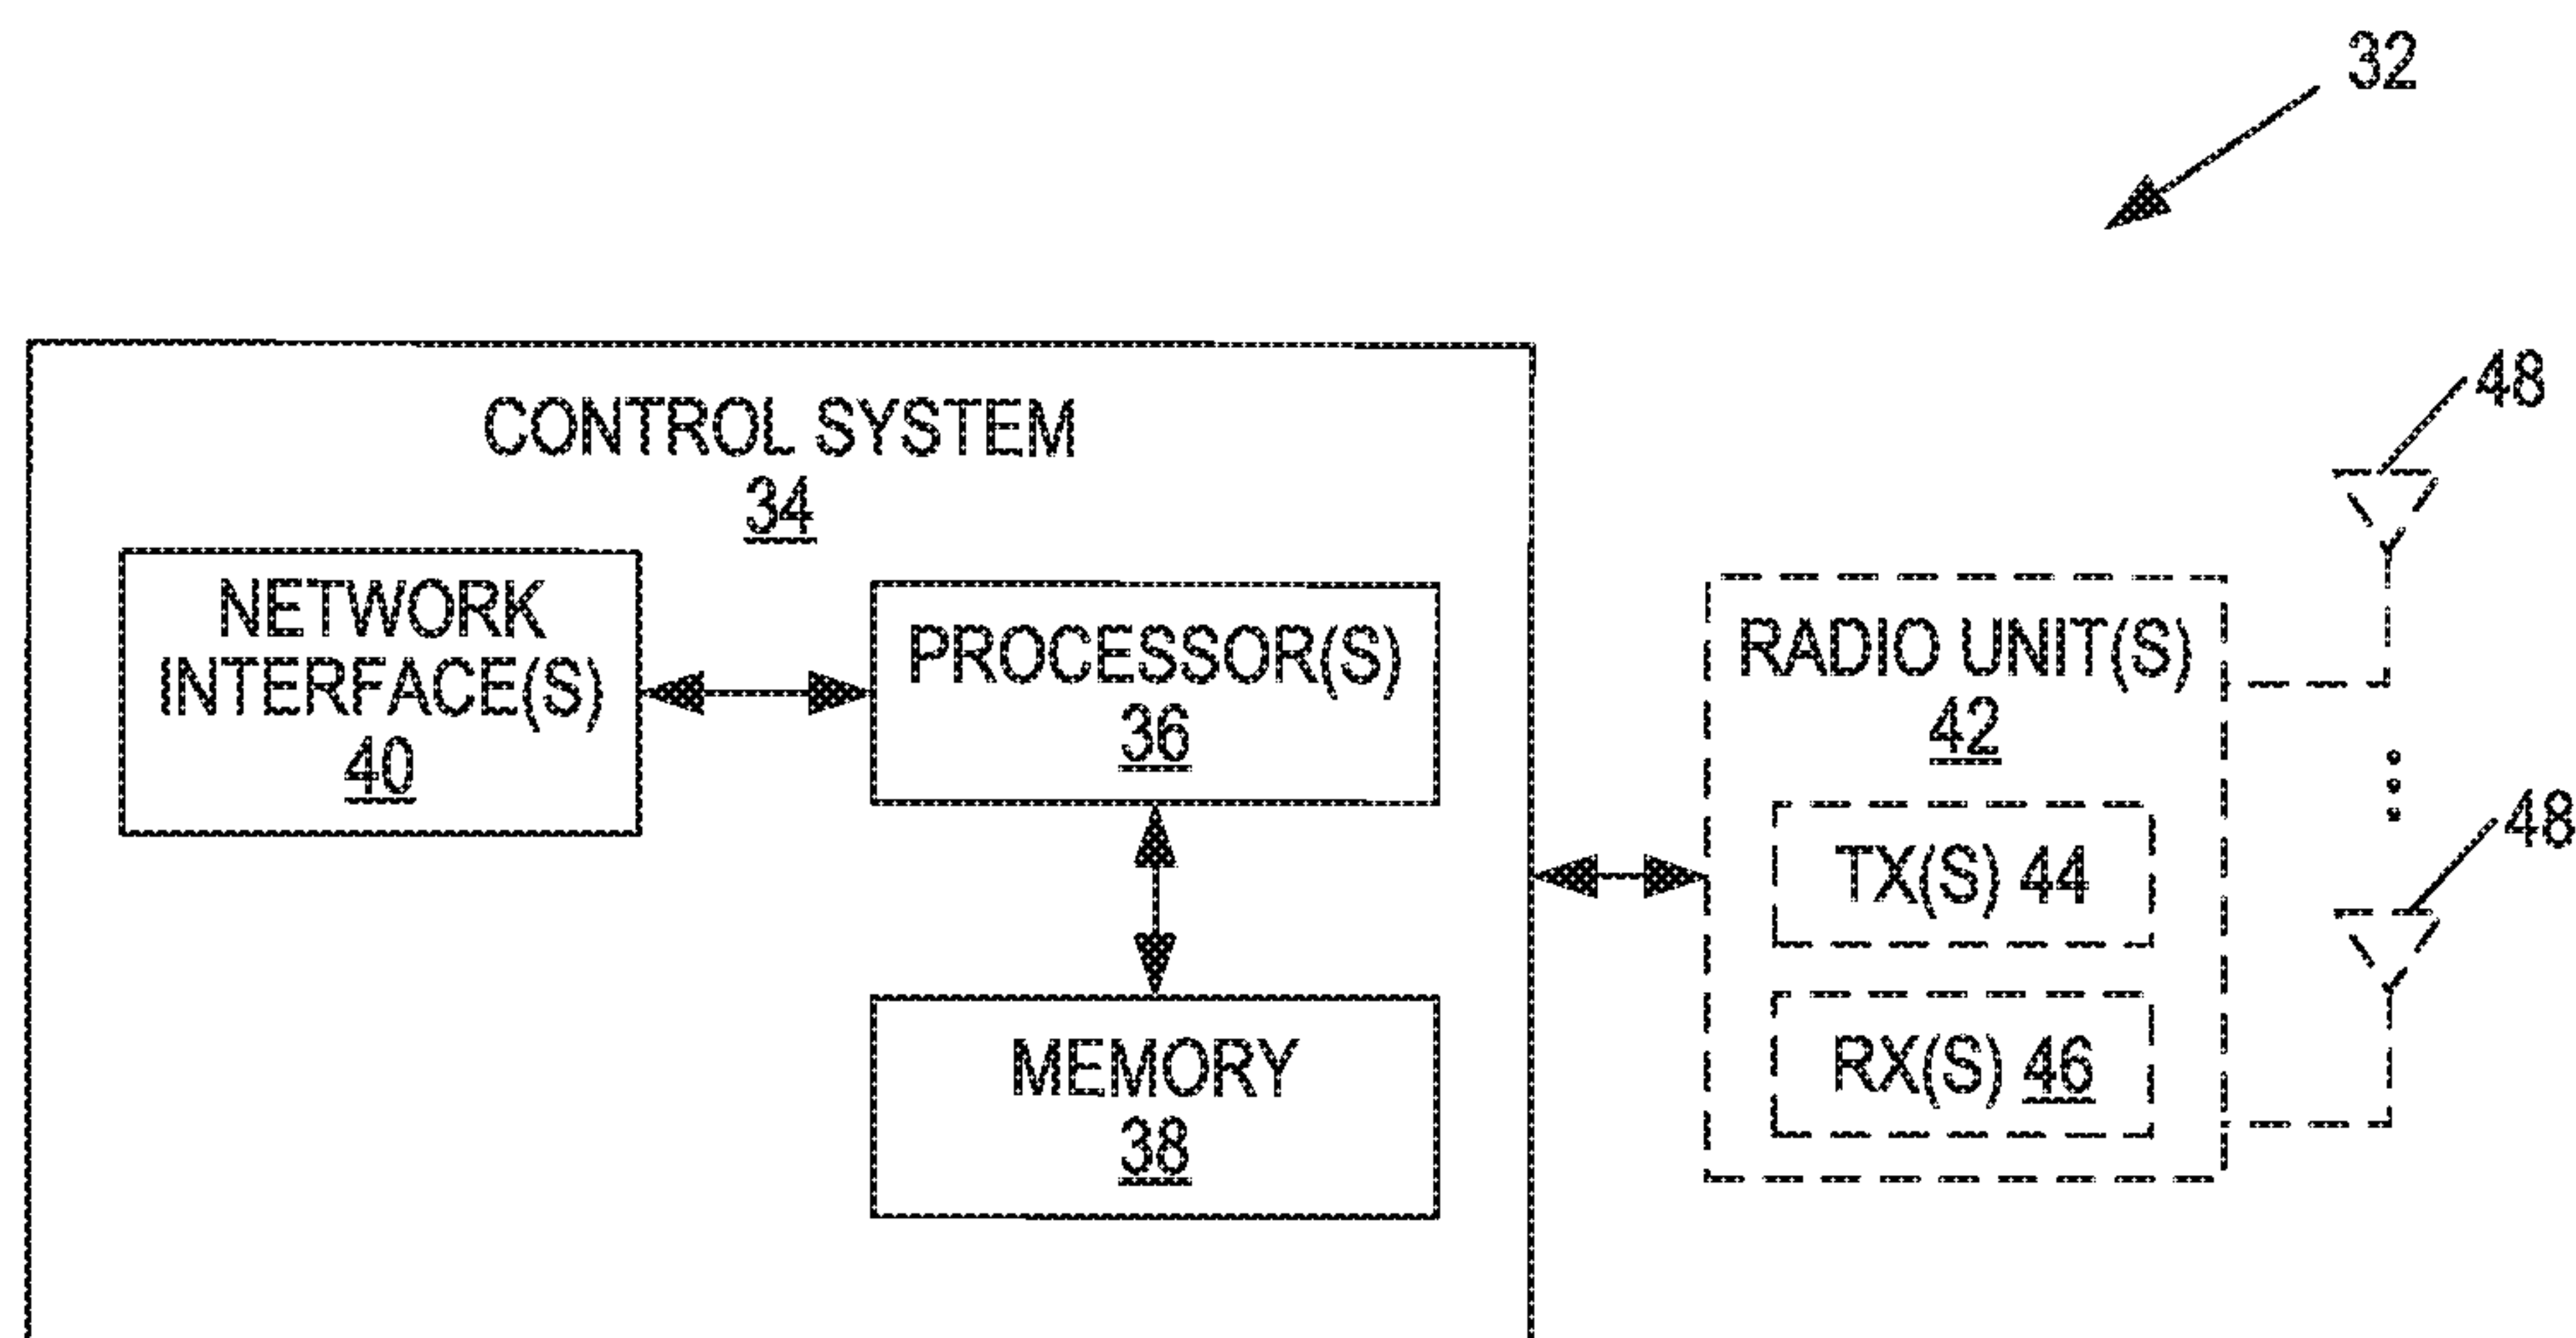 32
CONTROL SYSTEM
34
NETWORK
INTERFACE(S)
40
PROCESSOR(S)
36
MEMORY
38
RADIO UNIT(S)
42
TX(S) 44
RX(S) 46
48
48